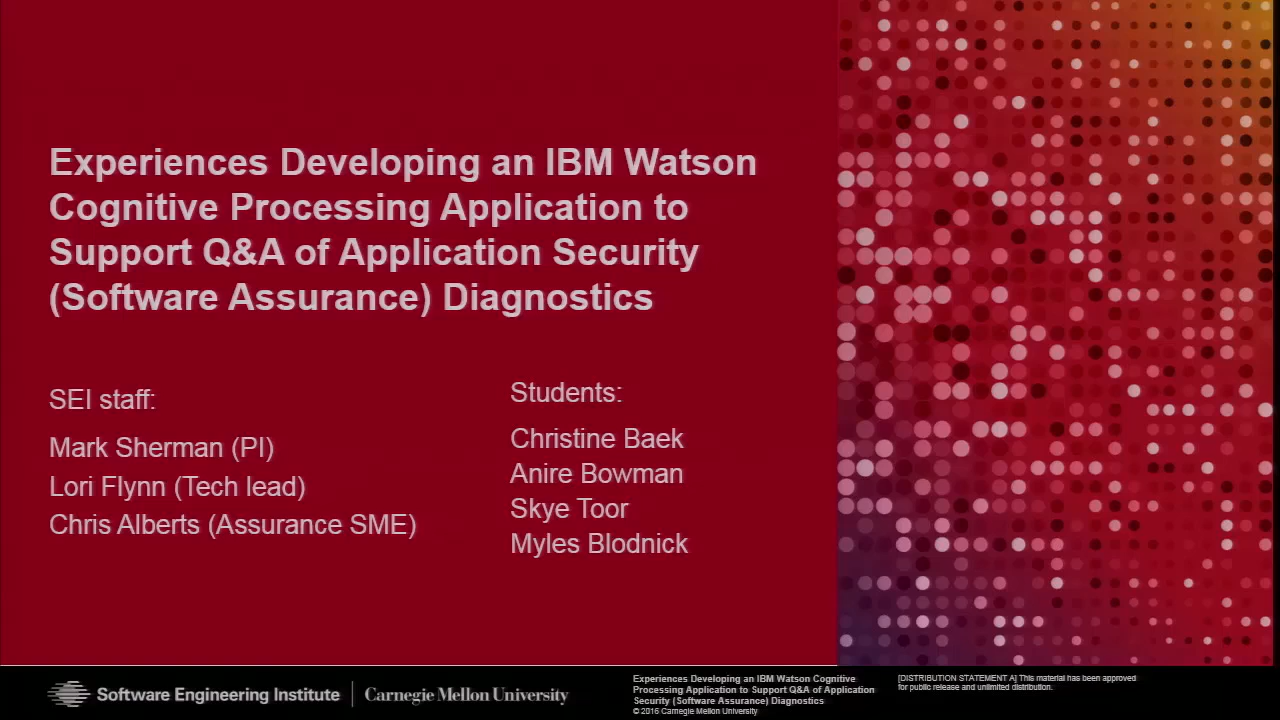 Experiences Developing an IBM Watson
Cognitive Processing Application to
Support Q&A of Application Security
(Software Assurance) Diagnostics
SEI staff:
Mark Sherman (PI)
Lori Flynn (Tech lead)
Chris Alberts (Assurance SME)
Students:
Christine Baek
Anire Bowman
Skye Toor
Myles Blodnick
Software Engineering Institute | Carnegie Mellon University
Experiences Developing an IBM Watson Cognitive
Processing Application to Support Q&A of Application
Security (Software Assurance) Diagnostics
© 2016 Carnegie Mellon University
[DISTRIBUTION STATEMENT A] This material has been approved
for public release and unlimited distribution.